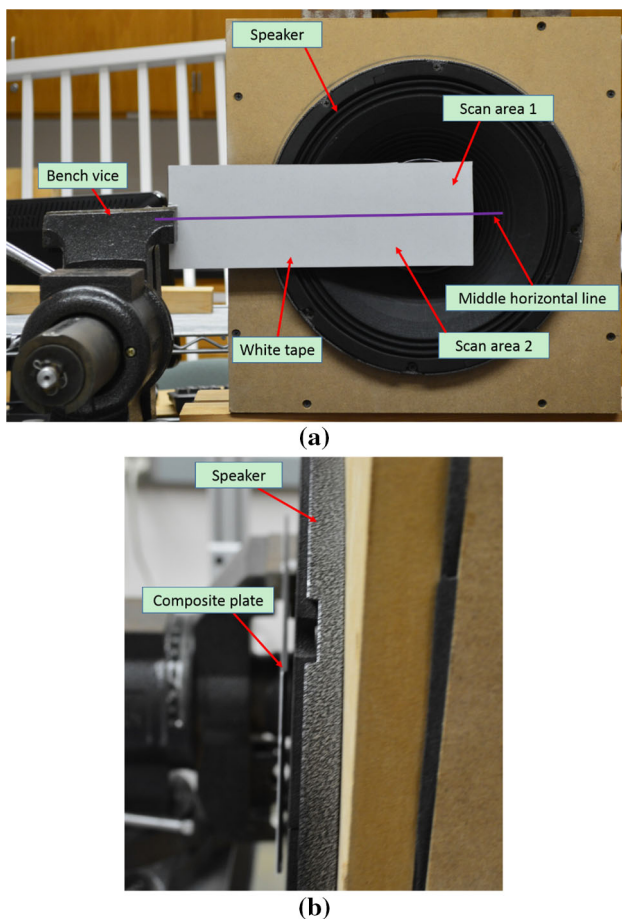 Speaker
Scan area 1
Bench vice
Middle horizontal line
White tape
Scan area 2
(a)
Speaker
Composite plate
(b)